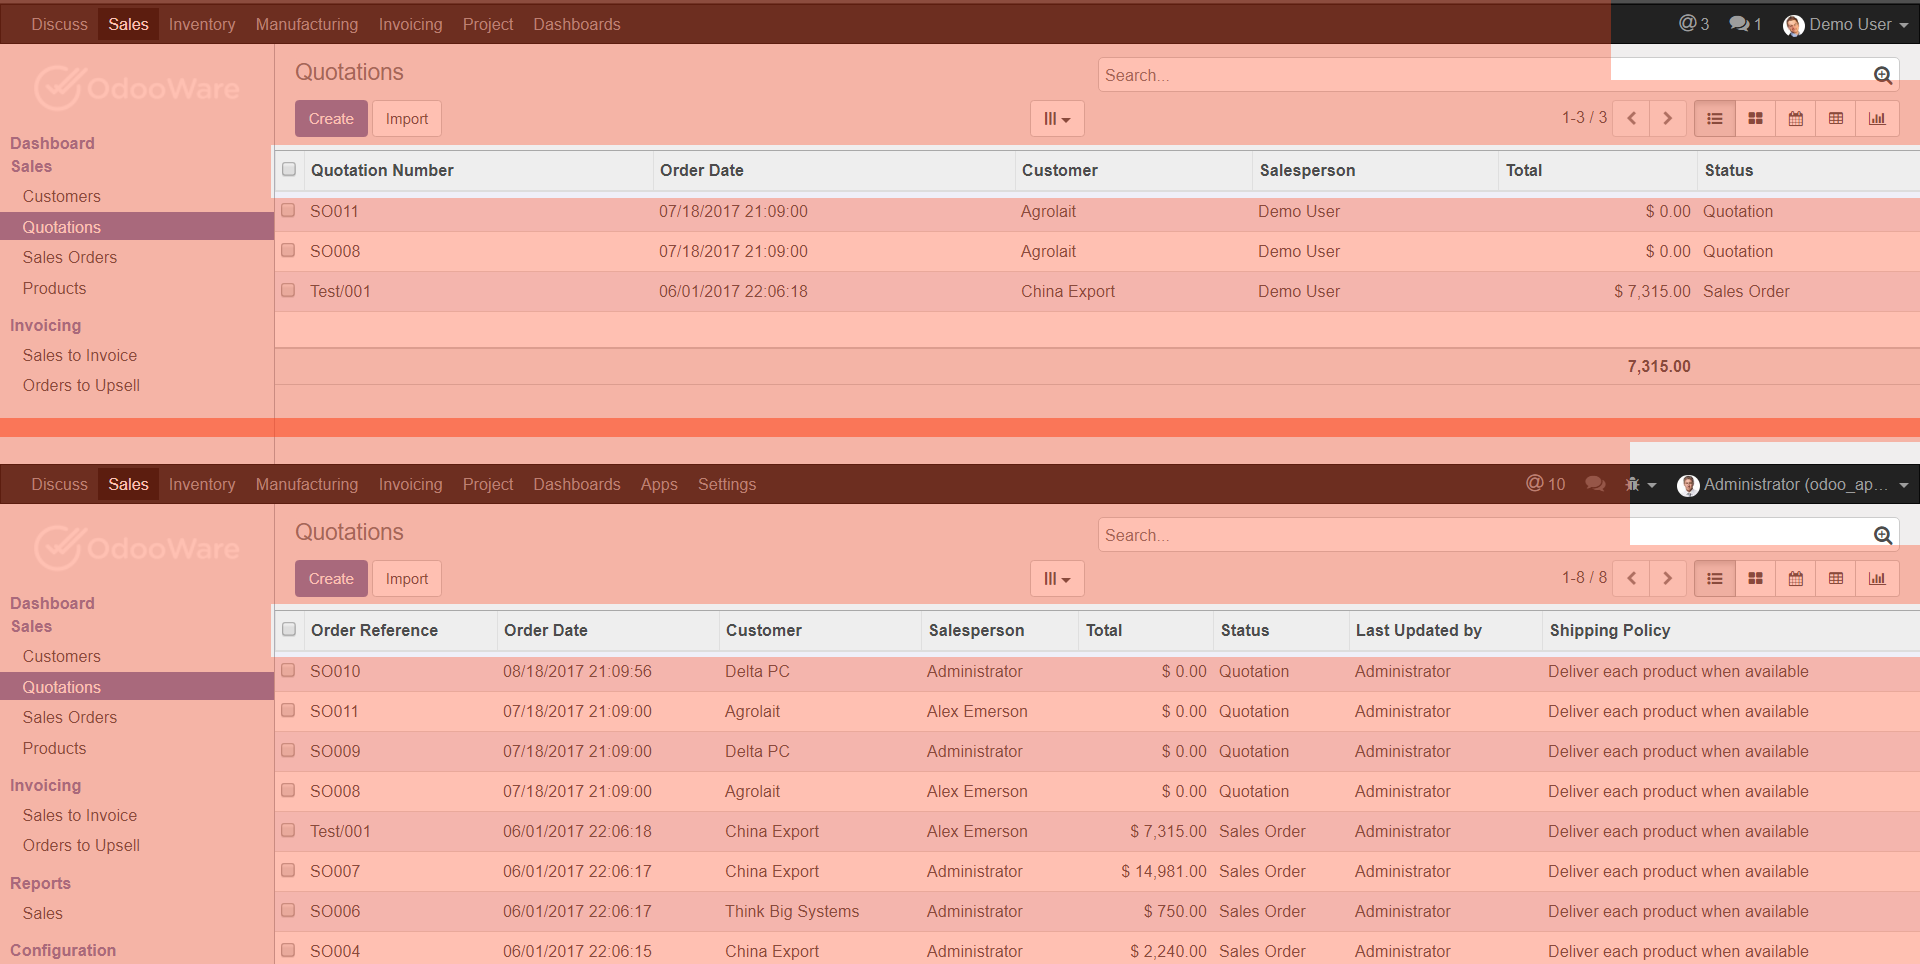 Discuss Sales Inventory Manufacturing Invoicing Project Dashboards @ 3 1 Demo User
OdooWare
Quotations
Search...
Create Import
1-3 / 3
Dashboard
Sales
Customers
Quotations
Sales Orders
Products
Invoicing
Sales to Invoice
Orders to Upsell
Quotation Number Order Date Customer Salesperson Total Status
SO011 07/18/2017 21:09:00 Agrolait Demo User $ 0.00 Quotation
SO008 07/18/2017 21:09:00 Agrolait Demo User $ 0.00 Quotation
Test/001 06/01/2017 22:06:18 China Export Demo User $ 7,315.00 Sales Order
7,315.00
Discuss Sales Inventory Manufacturing Invoicing Project Dashboards Apps Settings @ 10 Administrator (odoo_ap...
OdooWare
Quotations
Search...
Create Import
1-8 / 8
Dashboard
Sales
Customers
Quotations
Sales Orders
Products
Invoicing
Sales to Invoice
Orders to Upsell
Reports
Sales
Configuration
Order Reference Order Date Customer Salesperson Total Status Last Updated by Shipping Policy
SO010 08/18/2017 21:09:56 Delta PC Administrator $ 0.00 Quotation Administrator Deliver each product when available
SO011 07/18/2017 21:09:00 Agrolait Alex Emerson $ 0.00 Quotation Administrator Deliver each product when available
SO009 07/18/2017 21:09:00 Delta PC Administrator $ 0.00 Quotation Administrator Deliver each product when available
SO008 07/18/2017 21:09:00 Agrolait Alex Emerson $ 0.00 Quotation Administrator Deliver each product when available
Test/001 06/01/2017 22:06:18 China Export Alex Emerson $ 7,315.00 Sales Order Administrator Deliver each product when available
SO007 06/01/2017 22:06:17 China Export Administrator $ 14,981.00 Sales Order Administrator Deliver each product when available
SO006 06/01/2017 22:06:17 Think Big Systems Administrator $ 750.00 Sales Order Administrator Deliver each product when available
SO004 06/01/2017 22:06:15 China Export Administrator $ 2,240.00 Sales Order Administrator Deliver each product when available